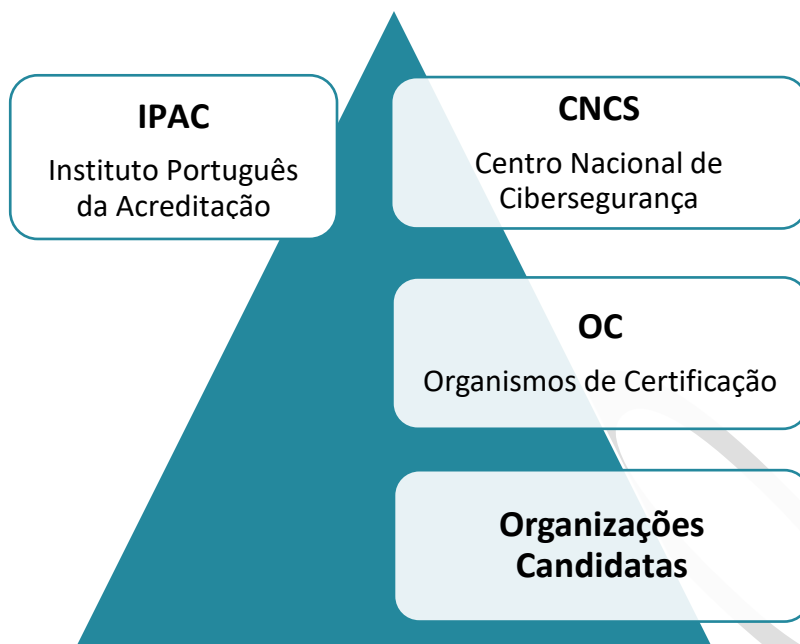 IPAC
Instituto Português
da Acreditação
CNCS
Centro Nacional de
Cibersegurança
OC
Organismos de Certificação
Organizações
Candidatas